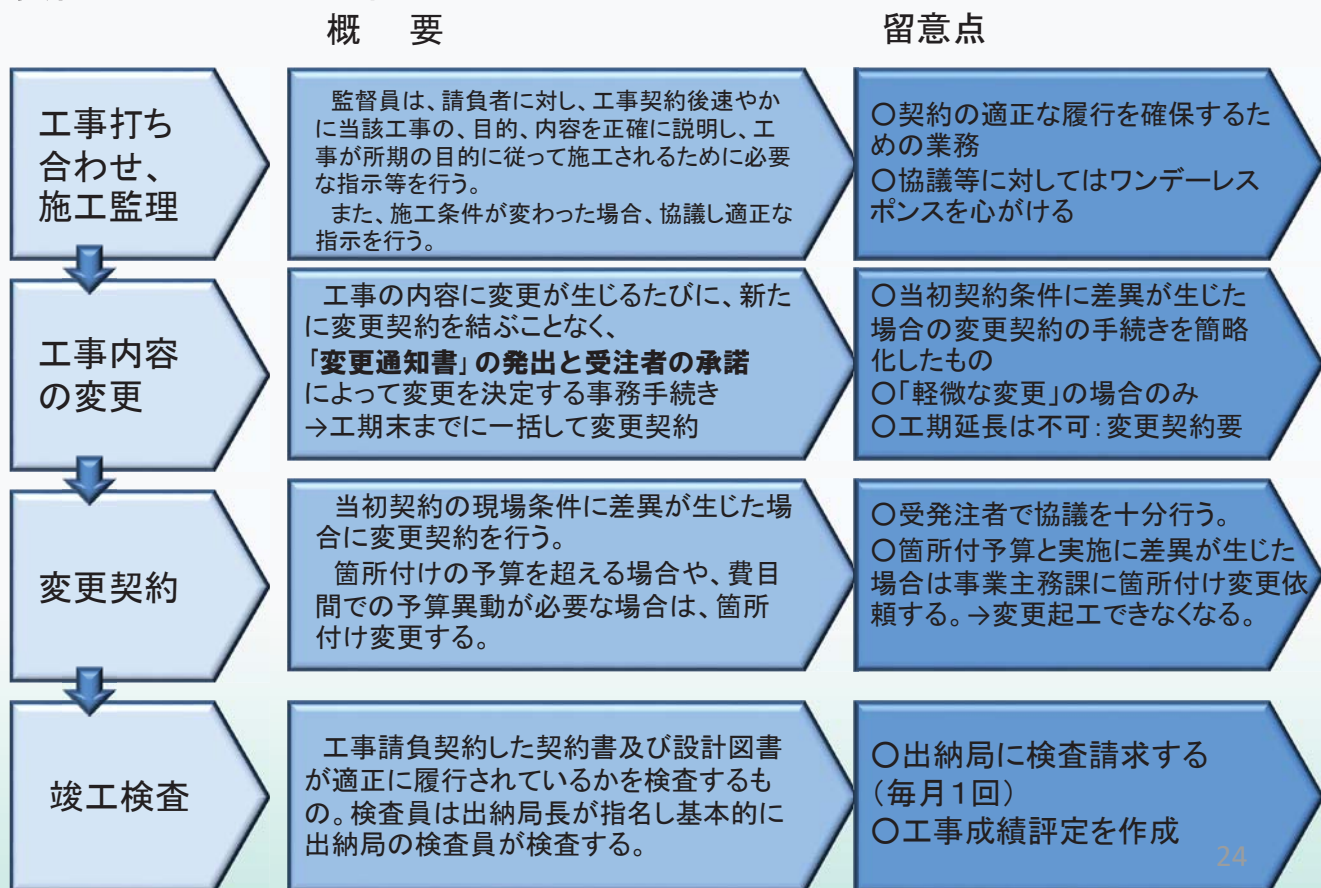 概　要
留意点
工事打ち
合わせ、
施工監理
監督員は、請負者に対し、工事契約後速やか
に当該工事の、目的、内容を正確に説明し、工
事が所期の目的に従って施工されるために必要
な指示等を行う。
また、施工条件が変わった場合、協議し適正な
指示を行う。
○契約の適正な履行を確保するた
めの業務
○協議等に対してはワンデーレス
ポンスを心がける
工事内容
の変更
工事の内容に変更が生じるたびに、新た
に変更契約を結ぶことなく、
「変更通知書」の発出と受注者の承諾
によって変更を決定する事務手続き
→工期末までに一括して変更契約
○当初契約条件に差異が生じた
場合の変更契約の手続きを簡略
化したもの
○「軽微な変更」の場合のみ
○工期延長は不可：変更契約要
変更契約
当初契約の現場条件に差異が生じた場
合に変更契約を行う。
箇所付けの予算を超える場合や、費目
間での予算異動が必要な場合は、箇所
付け変更する。
○受発注者で協議を十分行う。
○箇所付予算と実施に差異が生じた
場合は事業主務課に箇所付け変更依
頼する。→変更起工できなくなる。
竣工検査
工事請負契約した契約書及び設計図書
が適正に履行されているかを検査するも
の。検査員は出納局長が指名し基本的に
出納局の検査員が検査する。
○出納局に検査請求する
（毎月１回）
○工事成績評定を作成
24